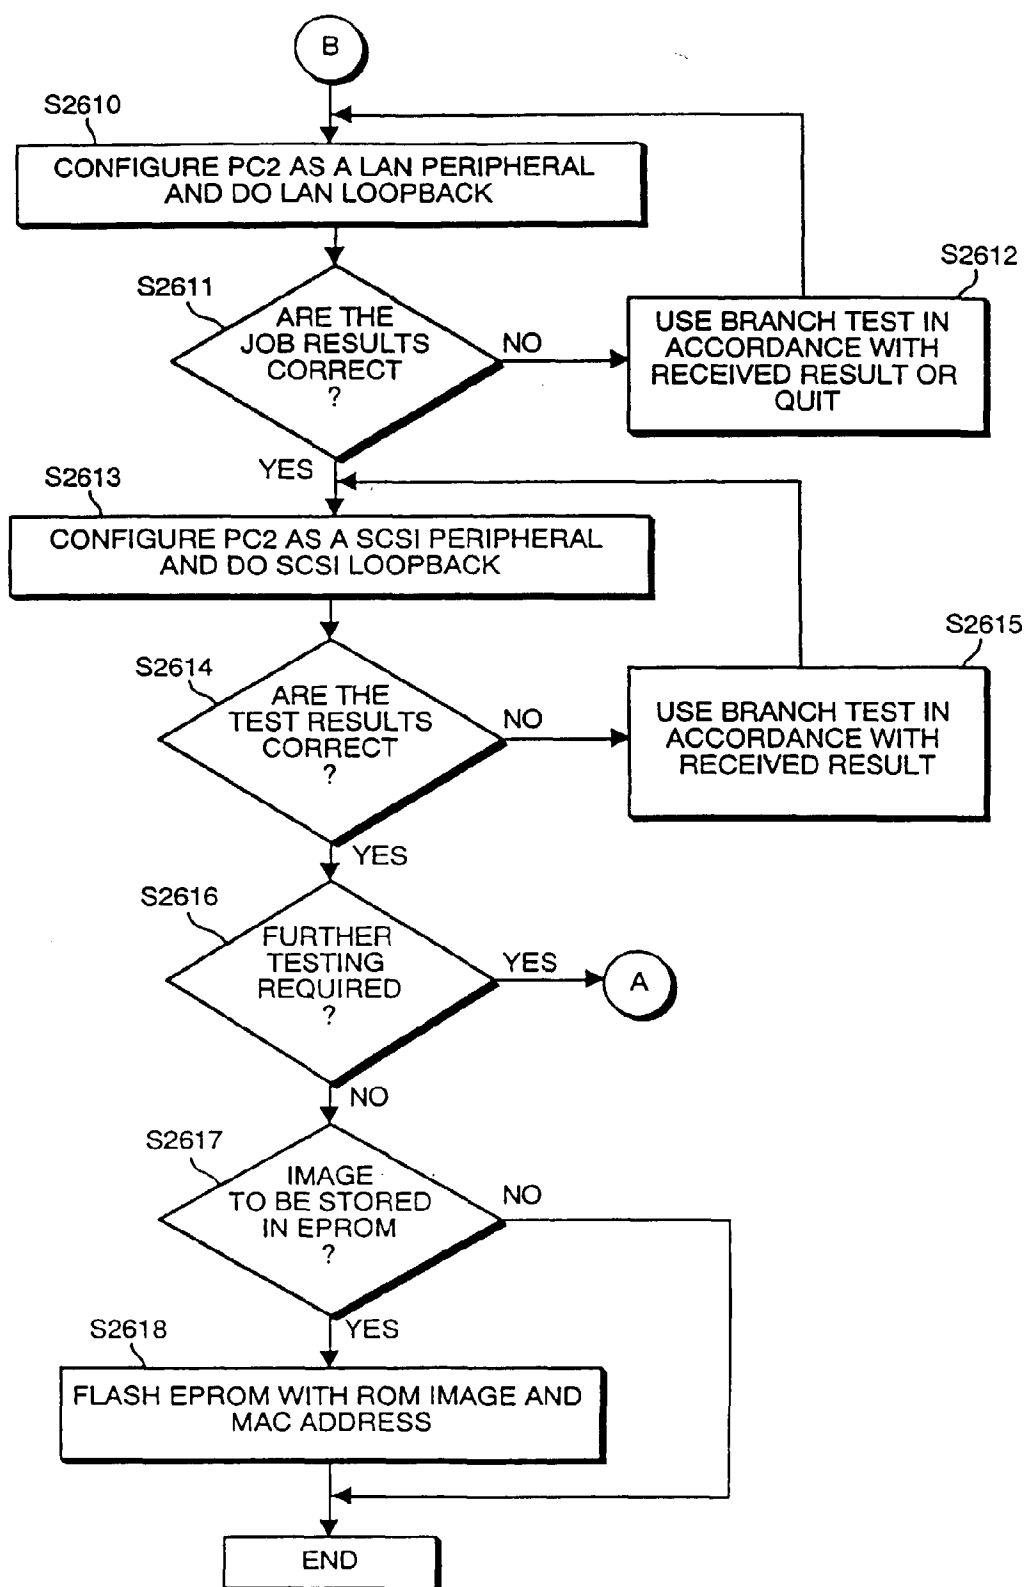 B
S2610
CONFIGURE PC2 AS A LAN PERIPHERAL
AND DO LAN LOOPBACK
S2611
ARE THE
JOB RESULTS
CORRECT
?
NO
S2612
USE BRANCH TEST IN
ACCORDANCE WITH
RECEIVED RESULT OR
QUIT
YES
S2613
CONFIGURE PC2 AS A SCSI PERIPHERAL
AND DO SCSI LOOPBACK
S2614
ARE THE
TEST RESULTS
CORRECT
?
NO
S2615
USE BRANCH TEST IN
ACCORDANCE WITH
RECEIVED RESULT
YES
S2616
FURTHER
TESTING
REQUIRED
?
YES
A
NO
S2617
IMAGE
TO BE STORED
IN EPROM
?
NO
YES
S2618
FLASH EPROM WITH ROM IMAGE AND
MAC ADDRESS
END